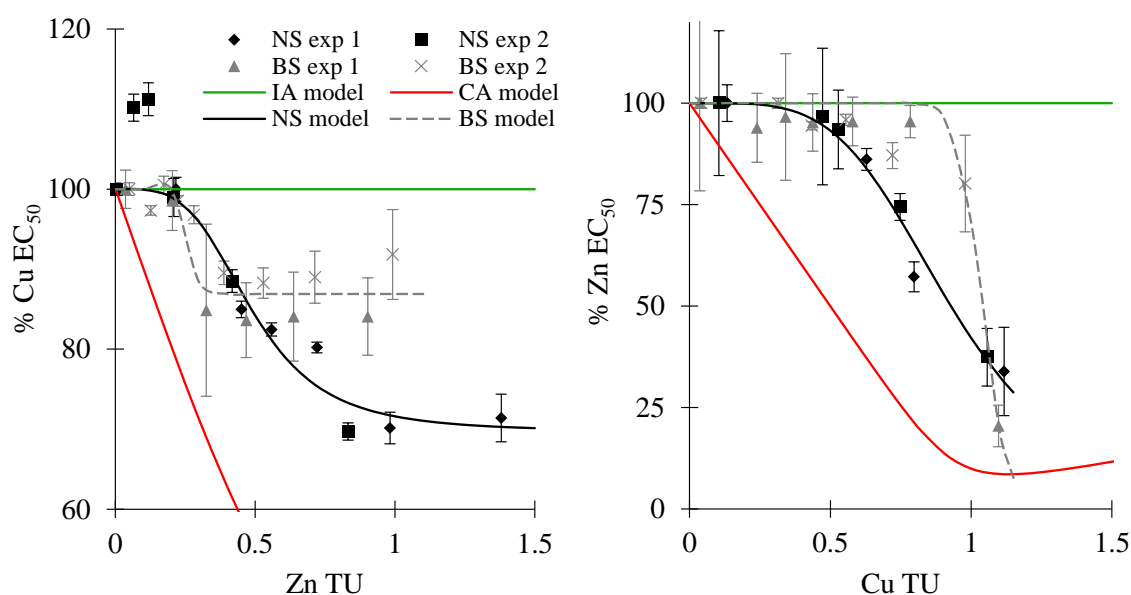 120
100
80
60
% Cu EC50
0
0.5
1
1.5
Zn TU
NS exp 1
NS exp 2
BS exp 1
BS exp 2
IA model
CA model
NS model
BS model
100
75
50
25
0
% Zn EC50
0
0.5
1
1.5
Cu TU